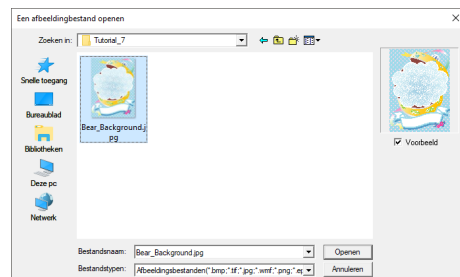 Een afbeeldingbestand openen
Zoeken in:
Tutorial_7
Snelle toegang
Bureaublad
Bibliotheken
Deze pc
Netwerk
Bear_Background.j
pg
Voorbeeld
Bestandsnaam:
Bear_Background.jpg
Openen
Bestandstypen:
Afbeeldingsbestanden(*.bmp;*.tif;*.jpg;*.wmf;*.png;*.ep
Annuleren